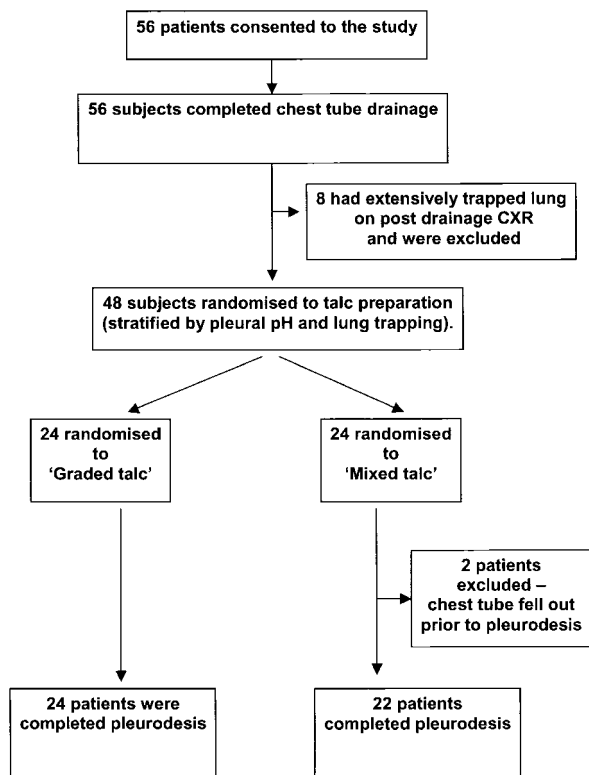 56 patients consented to the study
56 subjects completed chest tube drainage
8 had extensively trapped lung
on post drainage CXR
and were excluded
48 subjects randomised to talc preparation
(stratified by pleural pH and lung trapping).
24 randomised
to
‘Graded talc’
24 randomised
to
‘Mixed talc’
2 patients
excluded –
chest tube fell out
prior to pleurodesis
24 patients were
completed pleurodesis
22 patients
completed pleurodesis